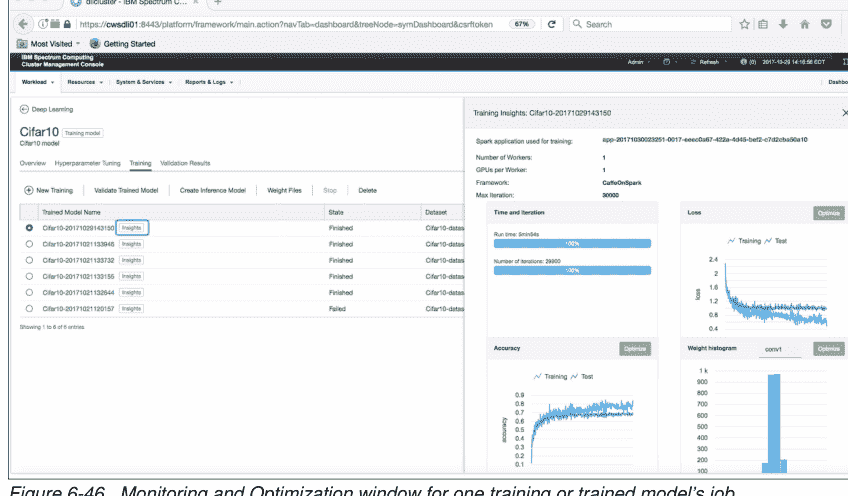 dlicluster - IBM Spectrum C...
https://cwsdli01:8443/platform/framework/main.action?navTab=dashboard&treeNode=symDashboard&csrftoken
67%
Search
Most Visited
Getting Started
IBM Spectrum Computing
Cluster Management Console
Admin
Refresh
(0)
2017-10-29 14:16:56 EDT
Workload
Resources
System & Services
Reports & Logs
Dashbo
Deep Learning
Cifar10 Training model
Cifar10 model
Overview Hyperparameter Tuning Training Validation Results
New Training Validate Trained Model Create Inference Model Weight Files Stop Delete
Trained Model Name State Dataset
Cifar10-20171029143150 Insights Finished Cifar10-datas
Cifar10-20171021133946 Insights Finished Cifar10-datas
Cifar10-20171021133732 Insights Finished Cifar10-datas
Cifar10-20171021133155 Insights Finished Cifar10-datas
Cifar10-20171021132644 Insights Finished Cifar10-datas
Cifar10-20171021120157 Insights Failed Cifar10-datas
Showing 1 to 6 of 6 entries
Training Insights: Cifar10-20171029143150
Spark application used for training:
Number of Workers: 1
GPUs per Worker: 1
Framework: CaffeOnSpark
Max Iteration: 30000
Time and Iteration
Run time: 5min54s
100%
Number of iterations: 29900
100%
Loss Optimize
Training Test
2.4
2
1.6
1.2
0.8
0.4
loss
Accuracy Optimize
Training Test
0.9
0.8
0.7
0.6
0.5
0.4
0.3
0.2
0.1
accuracy
Weight histogram conv1 Optimize
1 k
900
800
700
600
500
400
300
200
100
Figure 6-46 Monitoring and Optimization window for one training or trained model's job